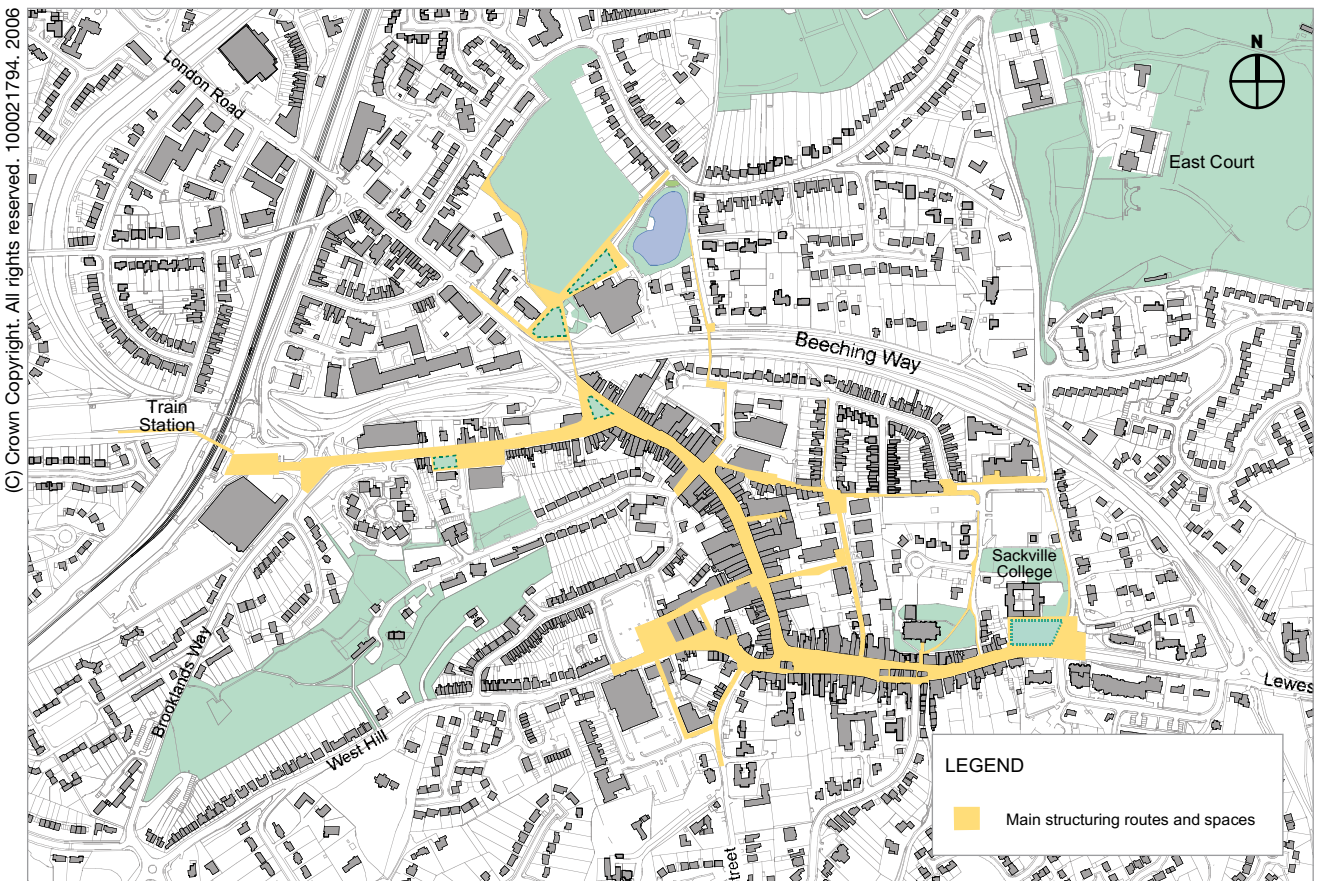 (C) Crown Copyright. All rights reserved. 100021794. 2006
London Road
N
East Court
Beeching Way
Train
Station
Sackville
College
Brooklands Way
Lewes
West Hill
LEGEND
Main structuring routes and spaces
treet